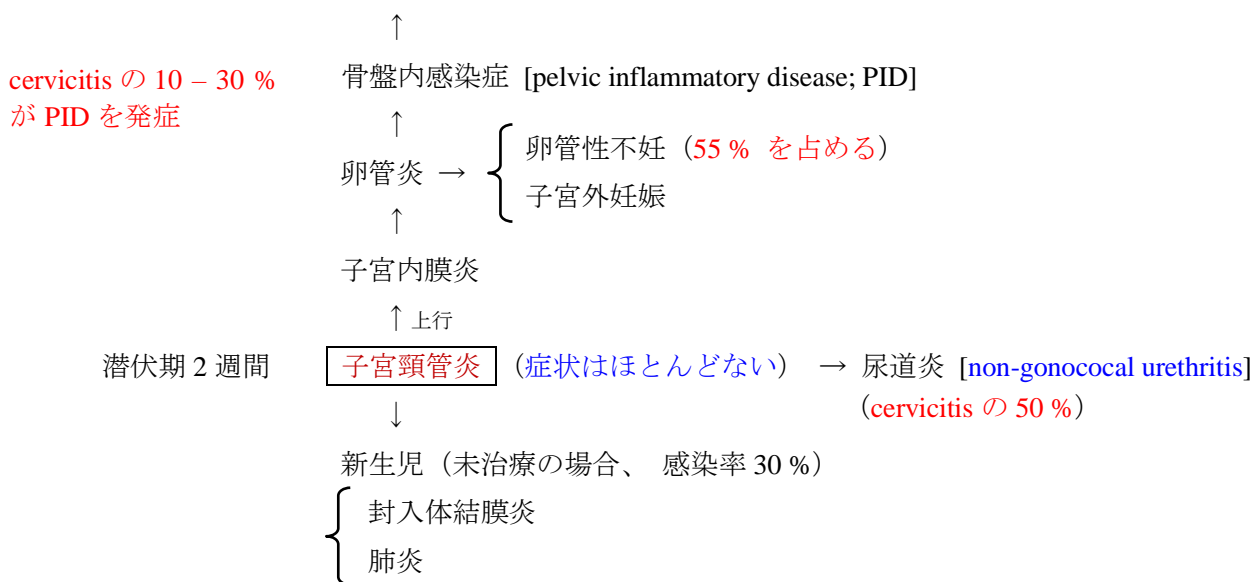 ↑
cervicitis の 10 – 30 %
が PID を発症
骨盤内感染症 [pelvic inflammatory disease; PID]
↑
卵管炎 →
卵管性不妊（55 % を占める）
子宮外妊娠
↑
子宮内膜炎
↑ 上行
潜伏期 2 週間 子宮頸管炎 （症状はほとんどない） → 尿道炎 [non-gonococal urethritis]
（cervicitis の 50 %）
↓
新生児（未治療の場合、 感染率 30 %）
封入体結膜炎
肺炎